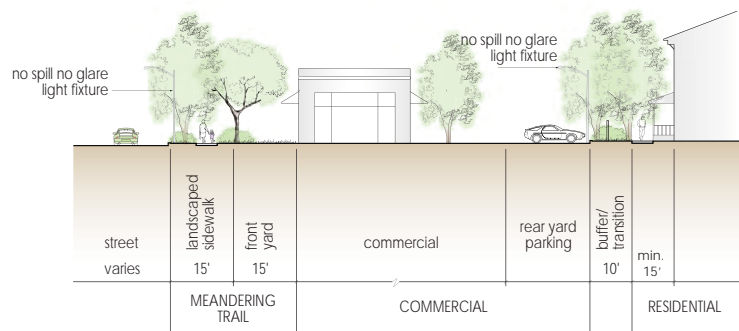 no spill no glare
light fixture
no spill no glare
light fixture
street
varies
landscaped
sidewalk
15'
front
yard
15'
commercial
rear yard
parking
buffer/
transition
10'
min.
15'
MEANDERING
TRAIL
COMMERCIAL
RESIDENTIAL